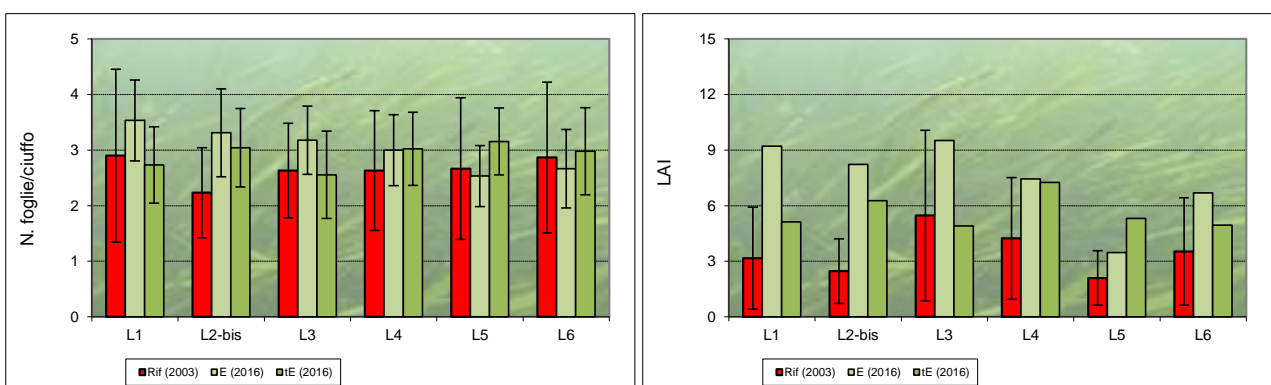 N. foglie/ciuffo
5
4
3
2
1
0
L1 L2-bis L3 L4 L5 L6
Rif (2003) E (2016) tE (2016)
LAI
15
12
9
6
3
0
L1 L2-bis L3 L4 L5 L6
Rif (2003) E (2016) tE (2016)